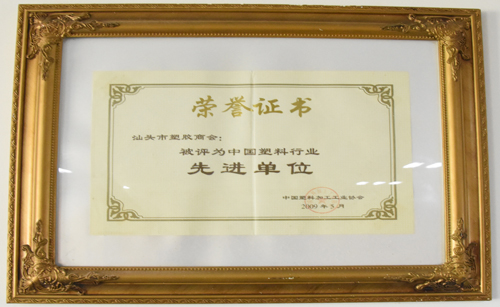 荣誉证书
汕头市塑胶商会：
被评为中国塑料行业
先进单位
中国塑料加工工业协会
2009年5月